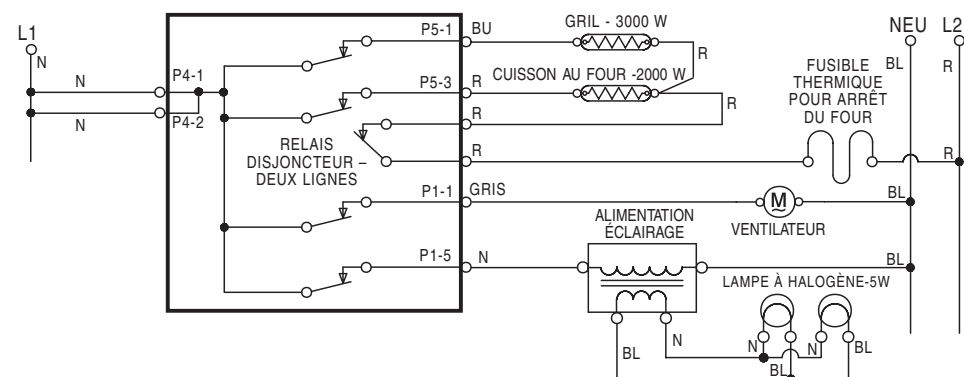 L1
N
N
N
P4-1
P4-2
P5-1
BU
GRIL - 3000 W
R
P5-3
R
CUISSON AU FOUR -2000 W
R
R
RELAIS
DISJONCTEUR –
DEUX LIGNES
R
FUSIBLE
THERMIQUE
POUR ARRÊT
DU FOUR
NEU
L2
BL
R
R
P1-1
GRIS
M
VENTILATEUR
BL
ALIMENTATION
ÉCLAIRAGE
P1-5
N
BL
LAMPE À HALOGÈNE-5W
BL
N
N
N
BL
BL